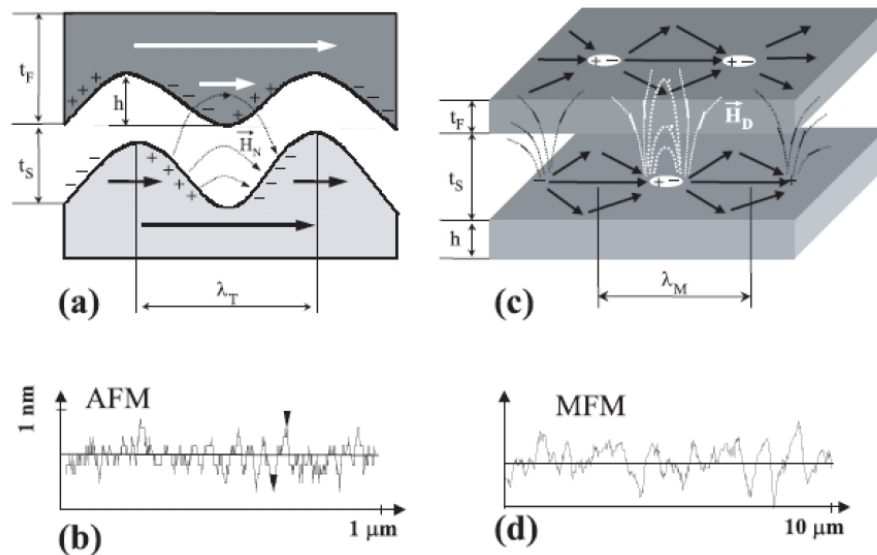 t_F
h
+ + + + − − − − + + + + − − −
t_S
H_N
− − − + + + + − − − −
(a)
λ_T
+ −
+ −
t_F
H_D
t_S
−
+ −
+
h
(c)
λ_M
AFM
1 nm
(b)
1 μm
MFM
(d)
10 μm